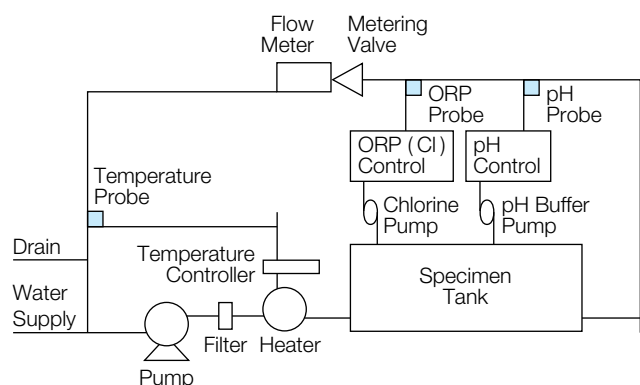 Flow
Meter
Metering
Valve
ORP
Probe
pH
Probe
ORP (Cl)
Control
pH
Control
Temperature
Probe
Chlorine
Pump
pH Buffer
Pump
Drain
Temperature
Controller
Specimen
Tank
Water
Supply
Filter
Heater
Pump